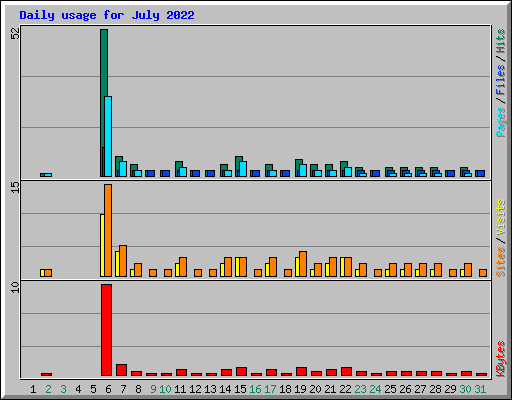 Daily usage for July 2022
52
Pages / Files / Hits
15
Sites / Visits
10
KBytes
1 2 3 4 5 6 7 8 9 10 11 12 13 14 15 16 17 18 19 20 21 22 23 24 25 26 27 28 29 30 31